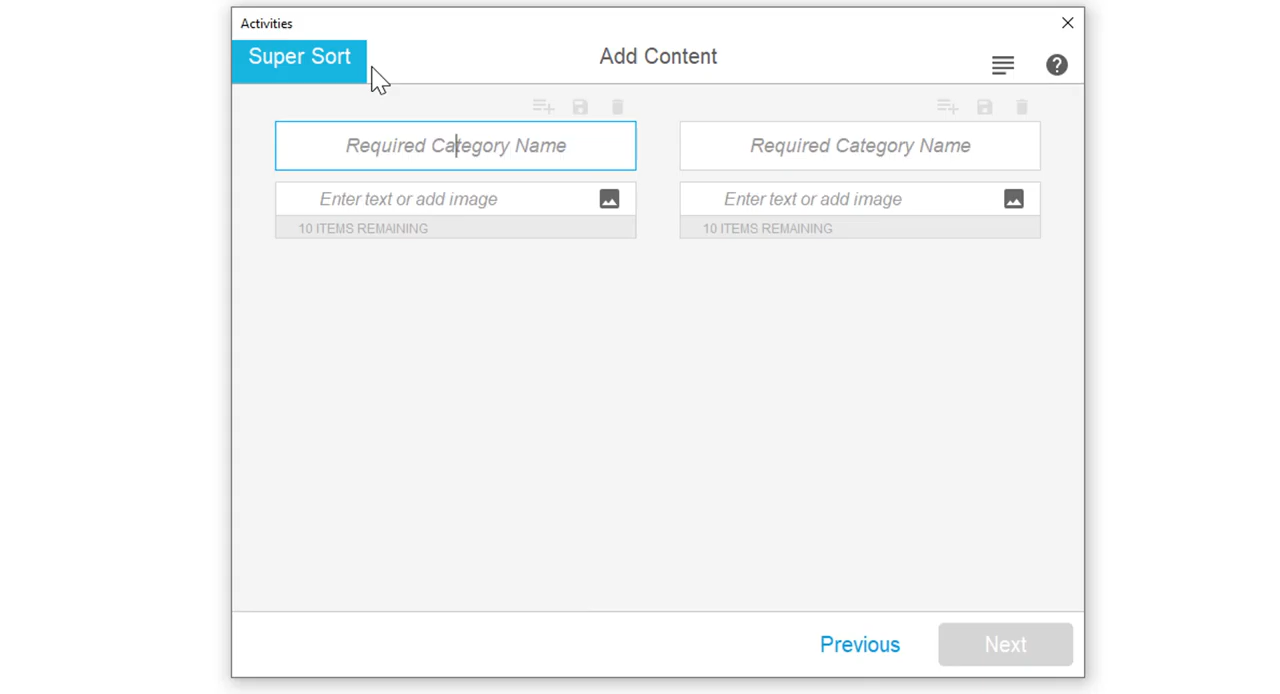 Activities
Super Sort
Add Content
Required Category Name
Required Category Name
Enter text or add image
Enter text or add image
10 ITEMS REMAINING
10 ITEMS REMAINING
Previous
Next